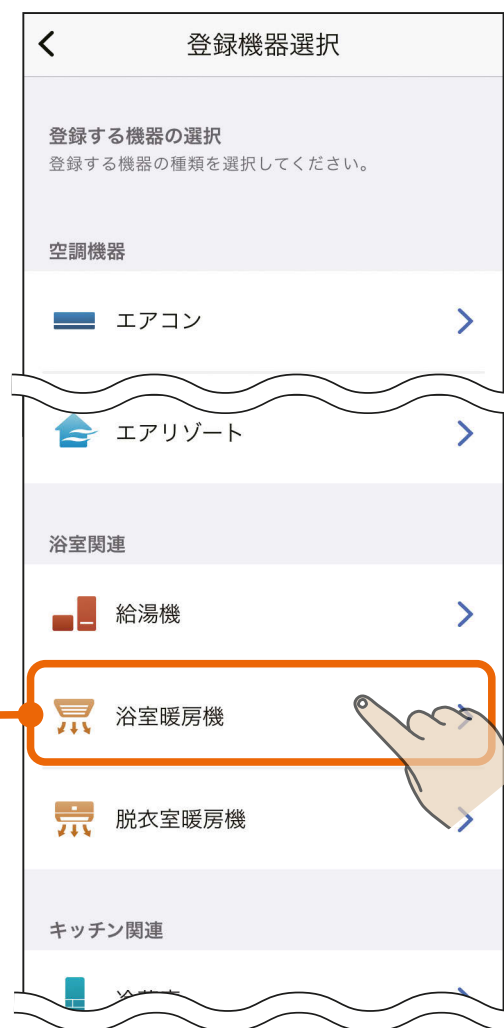 登録機器選択
登録する機器の選択
登録する機器の種類を選択してください。
空調機器
エアコン
エアリゾート
浴室関連
給湯機
浴室暖房機
脱衣室暖房機
キッチン関連